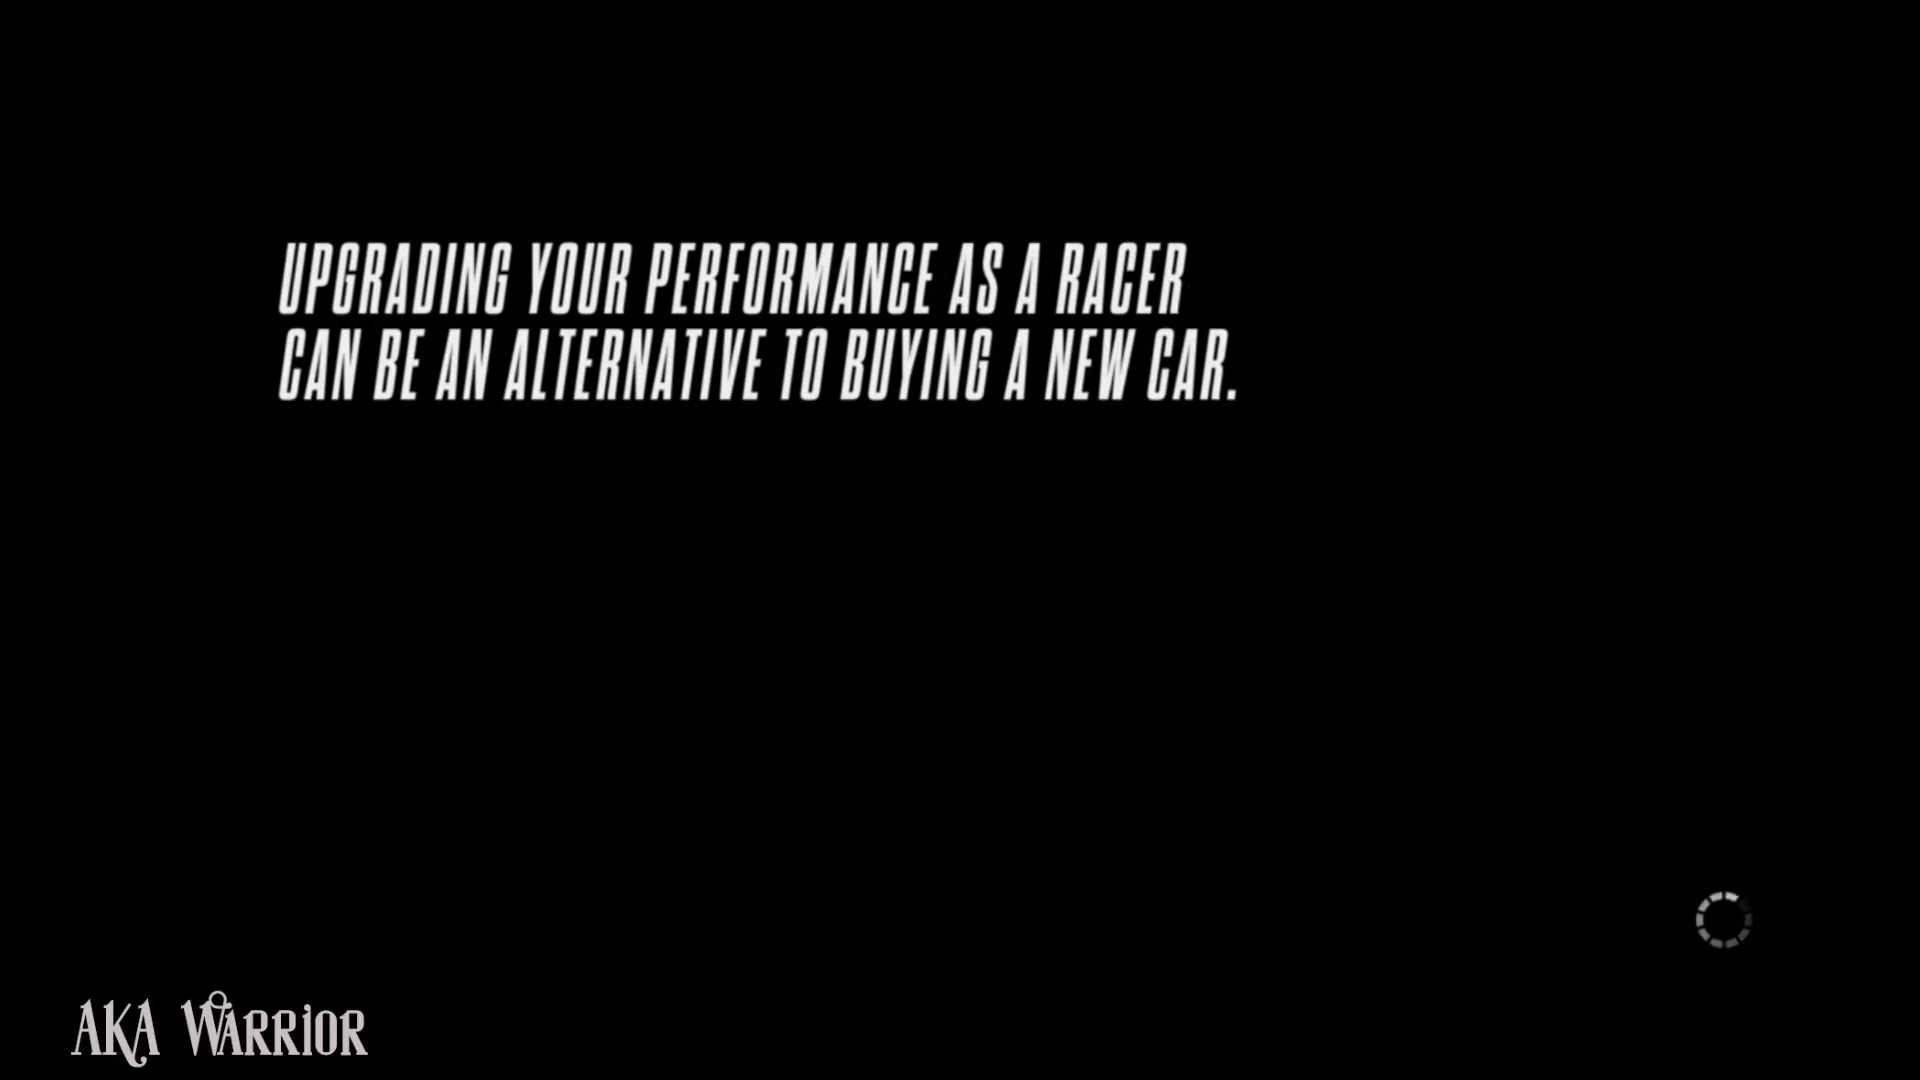 UPGRADING YOUR PERFORMANCE AS A RACER
CAN BE AN ALTERNATIVE TO BUYING A NEW CAR.
AKA WARRIOR